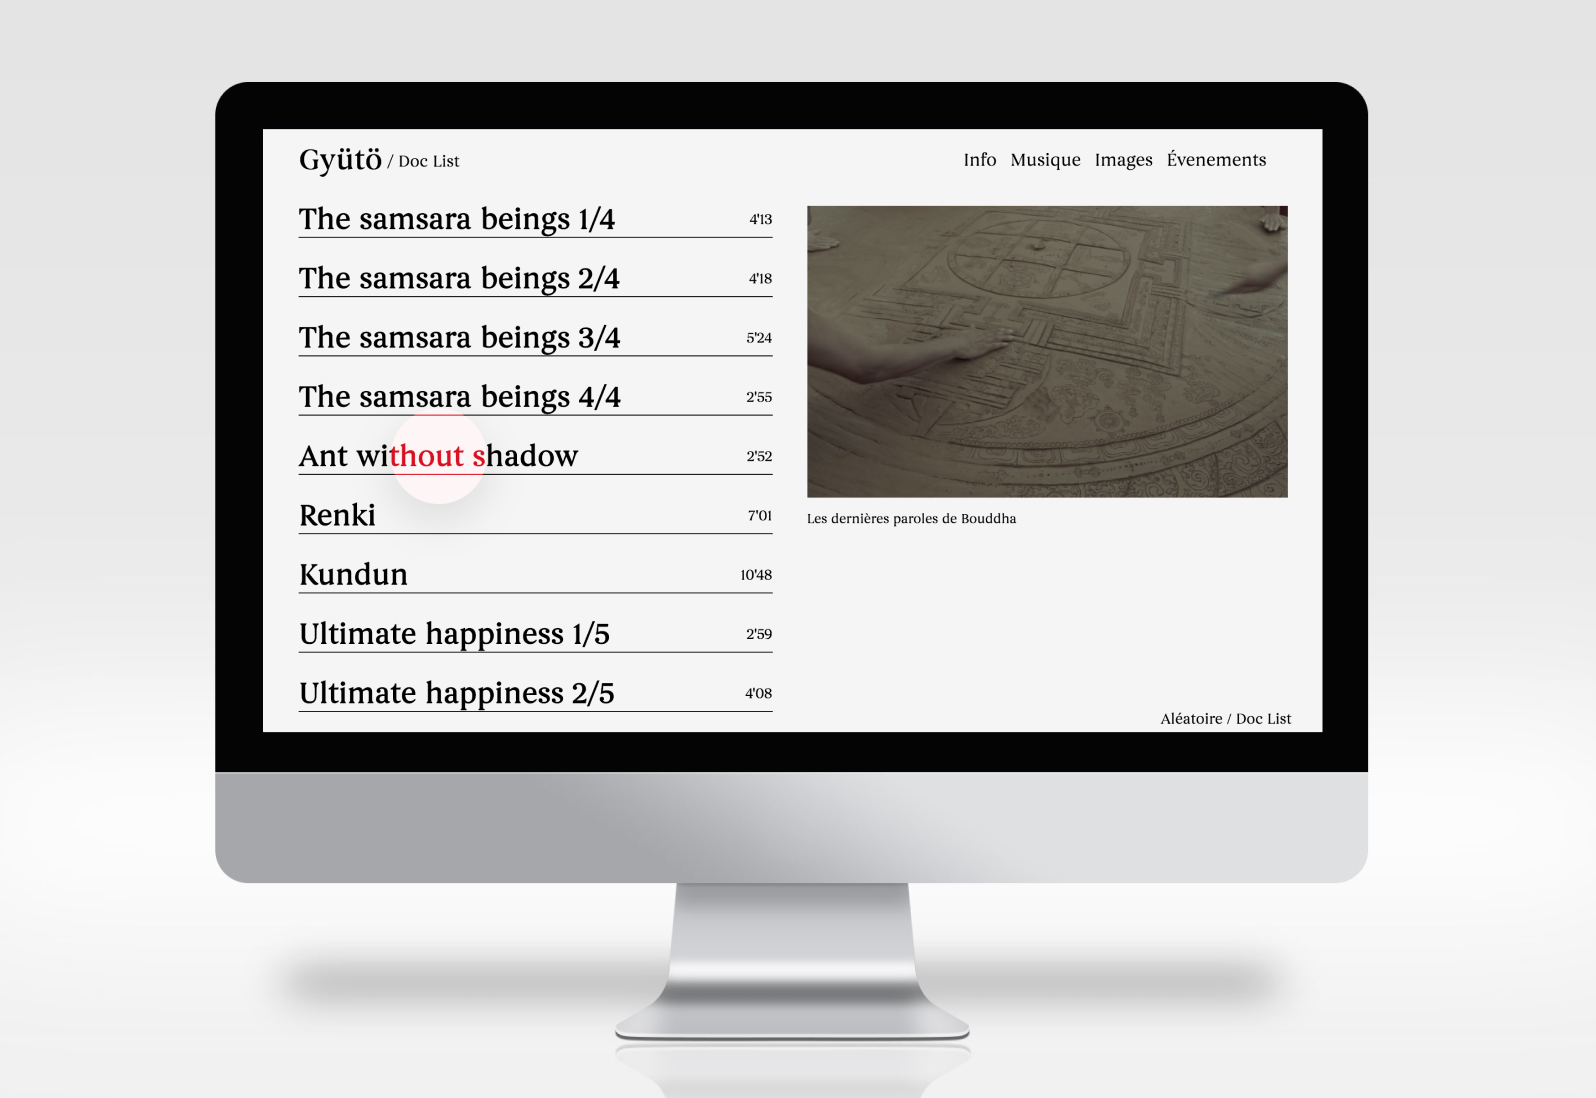 Gyütö / Doc List
Info Musique Images Évenements
The samsara beings 1/4 4'13
The samsara beings 2/4 4'18
The samsara beings 3/4 5'24
The samsara beings 4/4 2'55
Ant without shadow 2'52
Renki 7'01
Kundun 10'48
Ultimate happiness 1/5 2'59
Ultimate happiness 2/5 4'08
Les dernières paroles de Bouddha
Aléatoire / Doc List